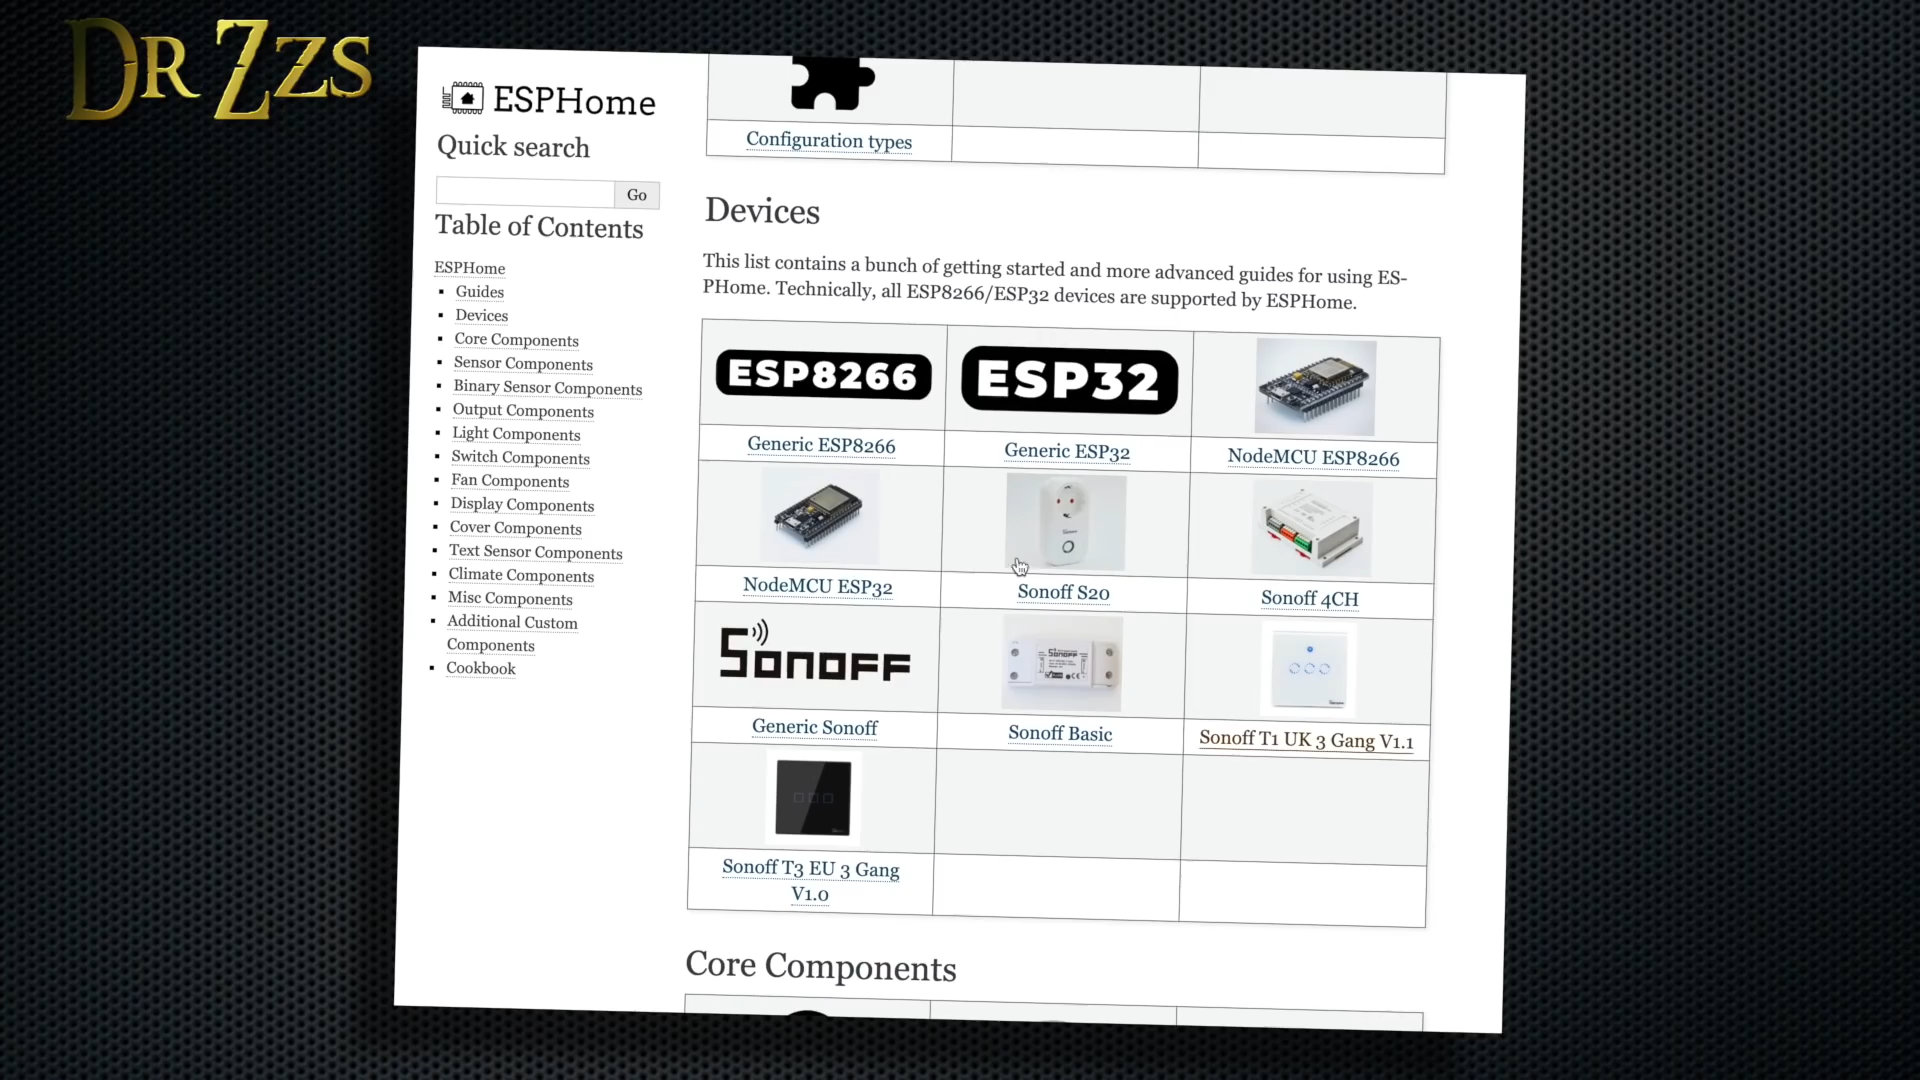 DR ZZS
ESPHome
Quick search
Go
Table of Contents
ESPHome
Guides
Devices
Core Components
Sensor Components
Binary Sensor Components
Output Components
Light Components
Switch Components
Fan Components
Display Components
Cover Components
Text Sensor Components
Climate Components
Misc Components
Additional Custom
Components
Cookbook
Configuration types
Devices
This list contains a bunch of getting started and more advanced guides for using ES-
PHome. Technically, all ESP8266/ESP32 devices are supported by ESPHome.
ESP8266
ESP32
Generic ESP8266
Generic ESP32
NodeMCU ESP8266
NodeMCU ESP32
Sonoff S20
Sonoff 4CH
SONOFF
SONOFF
Generic Sonoff
Sonoff Basic
Sonoff T1 UK 3 Gang V1.1
Sonoff T3 EU 3 Gang
V1.0
Core Components